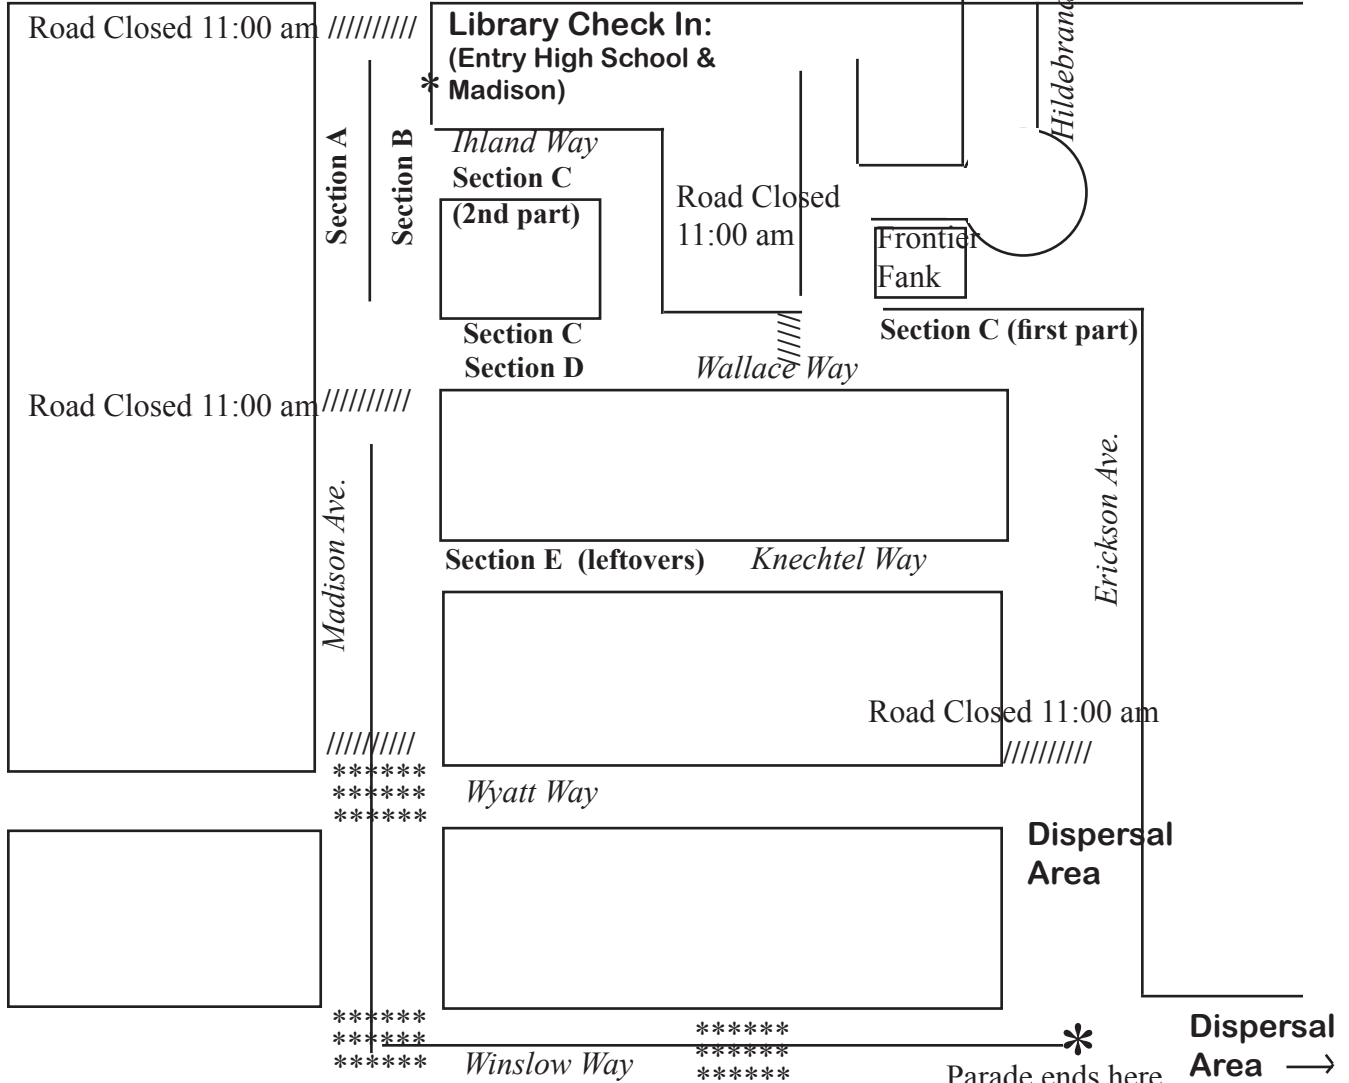 Road Closed 11:00 am //////////
Library Check In:
(Entry High School &
* Madison)
Hildebrand
Section A
Section B
Ihland Way
Section C
(2nd part)
Road Closed
11:00 am
Frontier
Fank
Section C
Section D
//////
Section C (first part)
Wallace Way
Road Closed 11:00 am //////////
Madison Ave.
Erickson Ave.
Section E (leftovers)
Knechtel Way
Road Closed 11:00 am
//////////
//////////
******
******
******
Wyatt Way
Dispersal
Area
******
******
******
Winslow Way
******
******
******
*
Parade ends here
Dispersal
Area →